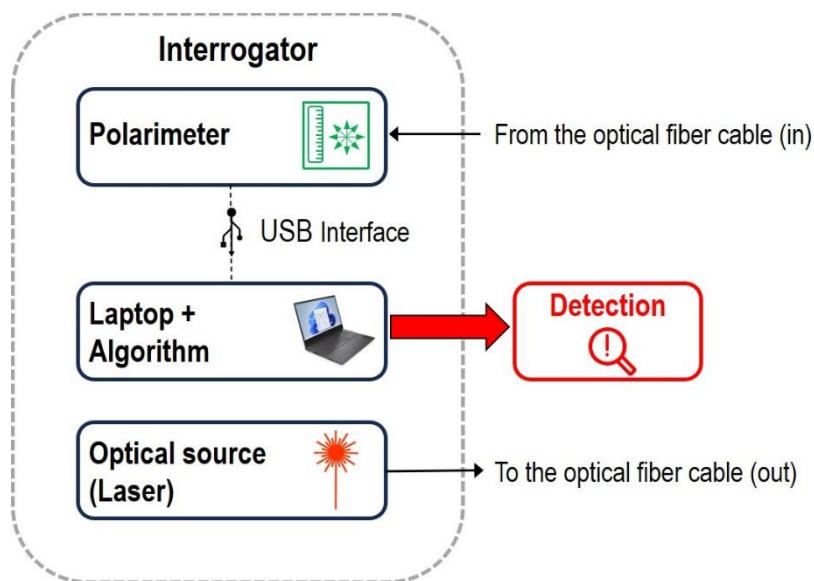 Interrogator
Polarimeter
From the optical fiber cable (in)
USB Interface
Laptop +
Algorithm
Detection
Optical source
(Laser)
To the optical fiber cable (out)